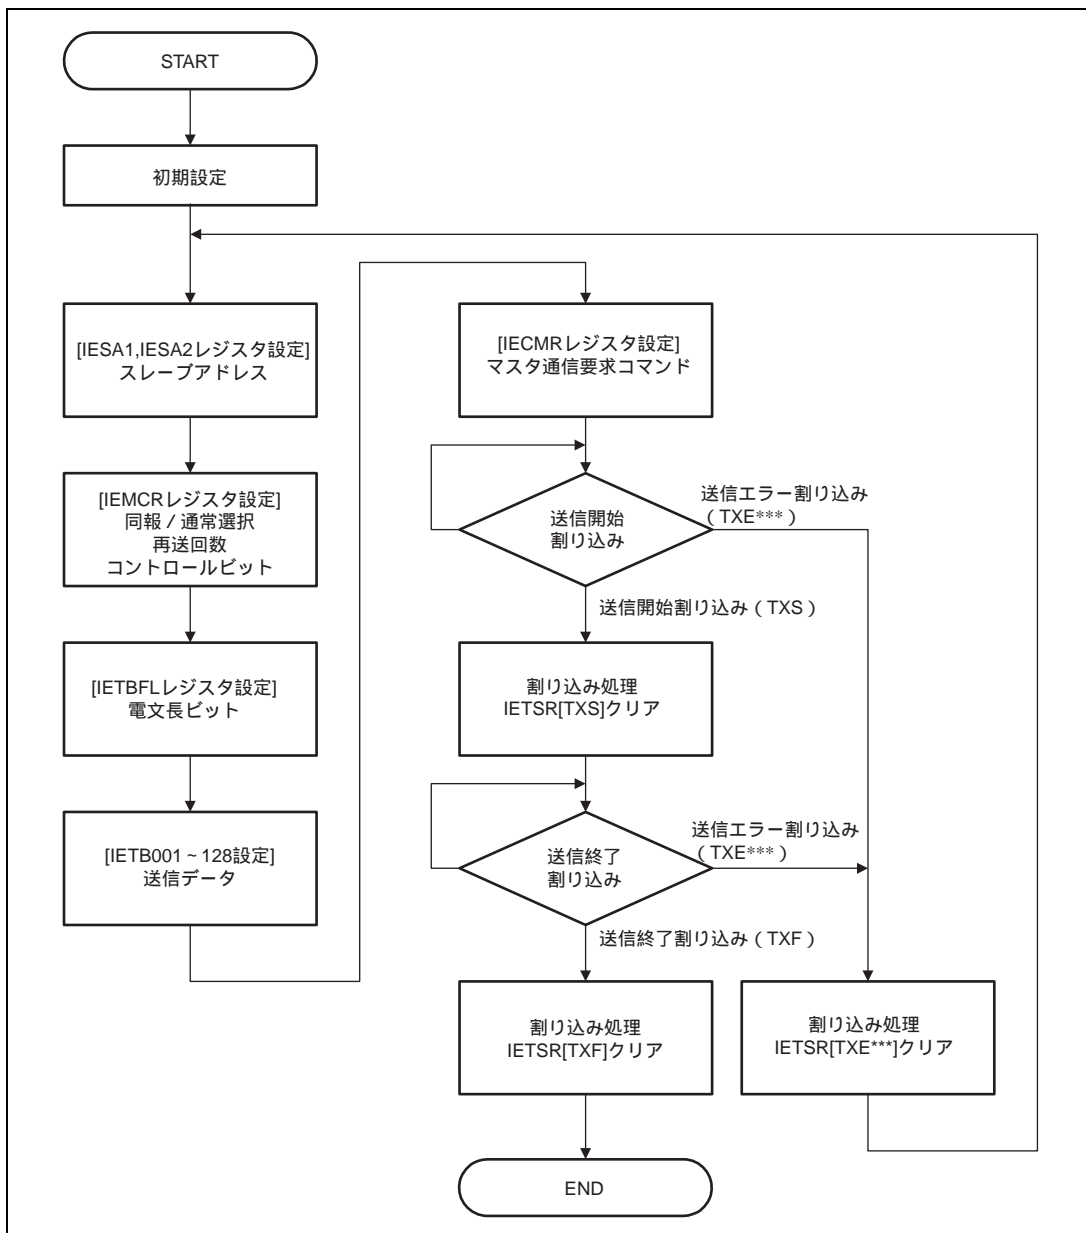 START
初期設定
[IESA1,IESA2レジスタ設定]
スレーブアドレス
[IEMCRレジスタ設定]
同報 / 通常選択
再送回数
コントロールビット
[IETBFLレジスタ設定]
電文長ビット
[IETB001~128設定]
送信データ
[IECMRレジスタ設定]
マスタ通信要求コマンド
送信開始
割り込み
送信エラー割り込み
(TXE***)
送信開始割り込み(TXS)
割り込み処理
IETSR[TXS]クリア
送信終了
割り込み
送信エラー割り込み
(TXE***)
送信終了割り込み(TXF)
割り込み処理
IETSR[TXF]クリア
割り込み処理
IETSR[TXE***]クリア
END